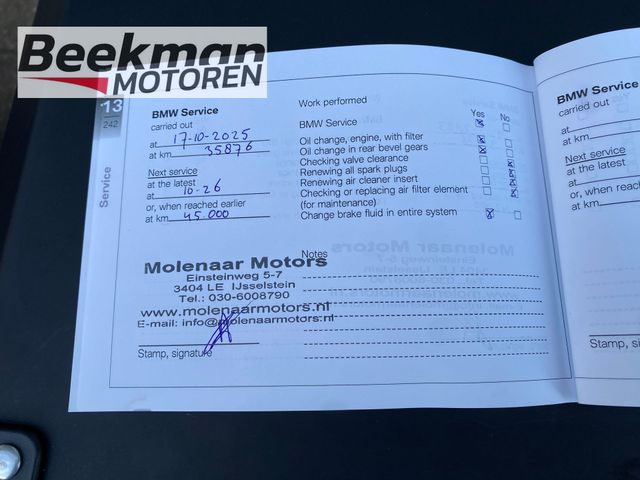 Beekman
MOTOREN
13
242
Service
BMW Service
carried out
at 17-10-2025
at km 35876
Next service
at the latest
at 10-26
or, when reached earlier
at km 45.000
Work performed
Yes No
BMW Service
Oil change, engine, with filter
Oil change in rear bevel gears
Checking valve clearance
Renewing all spark plugs
Renewing air cleaner insert
Checking or replacing air filter element
(for maintenance)
Change brake fluid in entire system
Notes
Molenaar Motors
Einsteinweg 5-7
3404 LE IJsselstein
Tel.: 030-6008790
www.molenaarmotors.nl
E-mail: info@molenaarmotors.nl
Stamp, signature
BMW Service
carried out
at
at km
Next service
at the latest
at
or, when reached
at km
Stamp, si